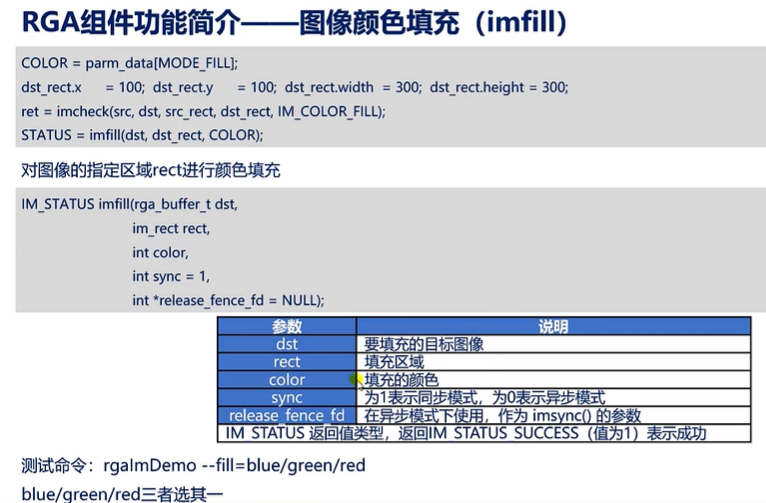 RGA组件功能简介——图像颜色填充（imfill）
COLOR = parm_data[MODE_FILL];
dst_rect.x = 100; dst_rect.y = 100; dst_rect.width = 300; dst_rect.height = 300;
ret = imcheck(src, dst, src_rect, dst_rect, IM_COLOR_FILL);
STATUS = imfill(dst, dst_rect, COLOR);
对图像的指定区域rect进行颜色填充
IM_STATUS imfill(rga_buffer_t dst,
im_rect rect,
int color,
int sync = 1,
int *release_fence_fd = NULL);
参数 说明
dst 要填充的目标图像
rect 填充区域
color 填充的颜色
sync 为1表示同步模式，为0表示异步模式
release_fence_fd 在异步模式下使用，作为 imsync() 的参数
IM_STATUS 返回值类型，返回IM_STATUS_SUCCESS（值为1）表示成功
测试命令：rgaImDemo --fill=blue/green/red
blue/green/red三者选其一